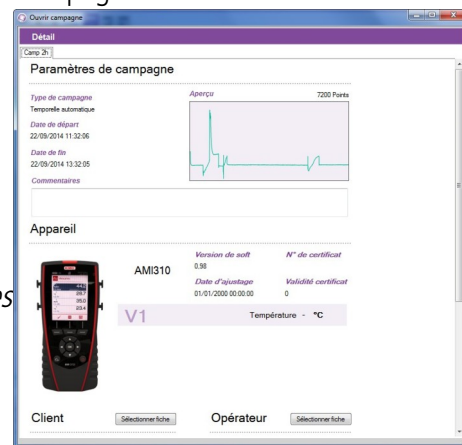 Ouvrir campagne
Détail
Camp 2h
Paramètres de campagne
Type de campagne
Temporelle automatique
Date de départ
22/09/2014 11:32:06
Date de fin
22/09/2014 13:32:05
Commentaires
Aperçu
7200 Points
Appareil
AMI310
Version de soft
0,98
N° de certificat
Date d'ajustage
01/01/2000 00:00:00
Validité certificat
0
V1
Température - °C
Client
Sélectionner fiche
Opérateur
Sélectionner fiche